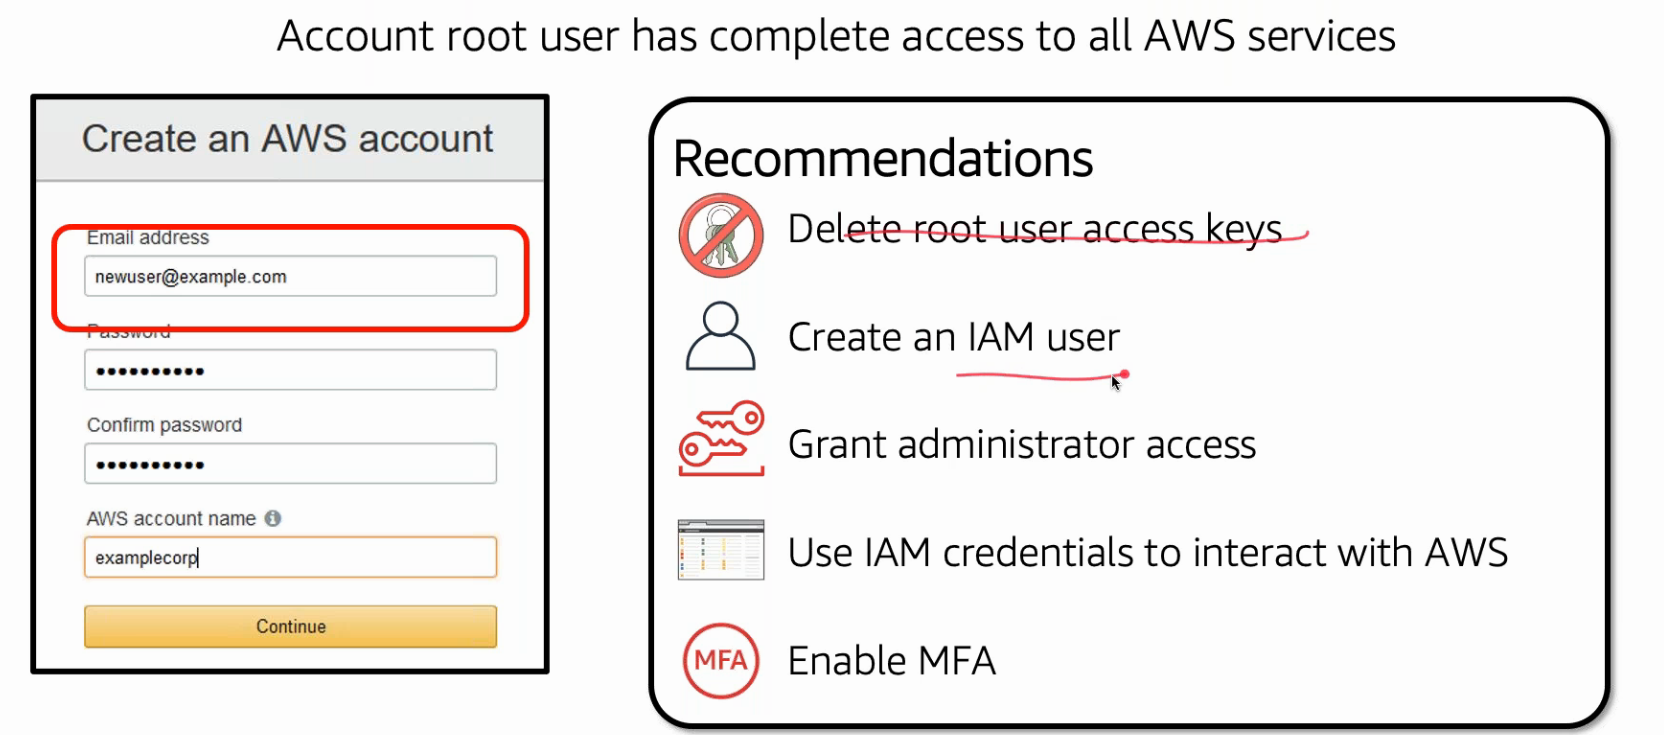 Account root user has complete access to all AWS services
Create an AWS account
Email address
newuser@example.com
Password
••••••••••
Confirm password
••••••••••
AWS account name
examplecorp
Continue
Recommendations
Delete root user access keys
Create an IAM user
Grant administrator access
Use IAM credentials to interact with AWS
MFA Enable MFA